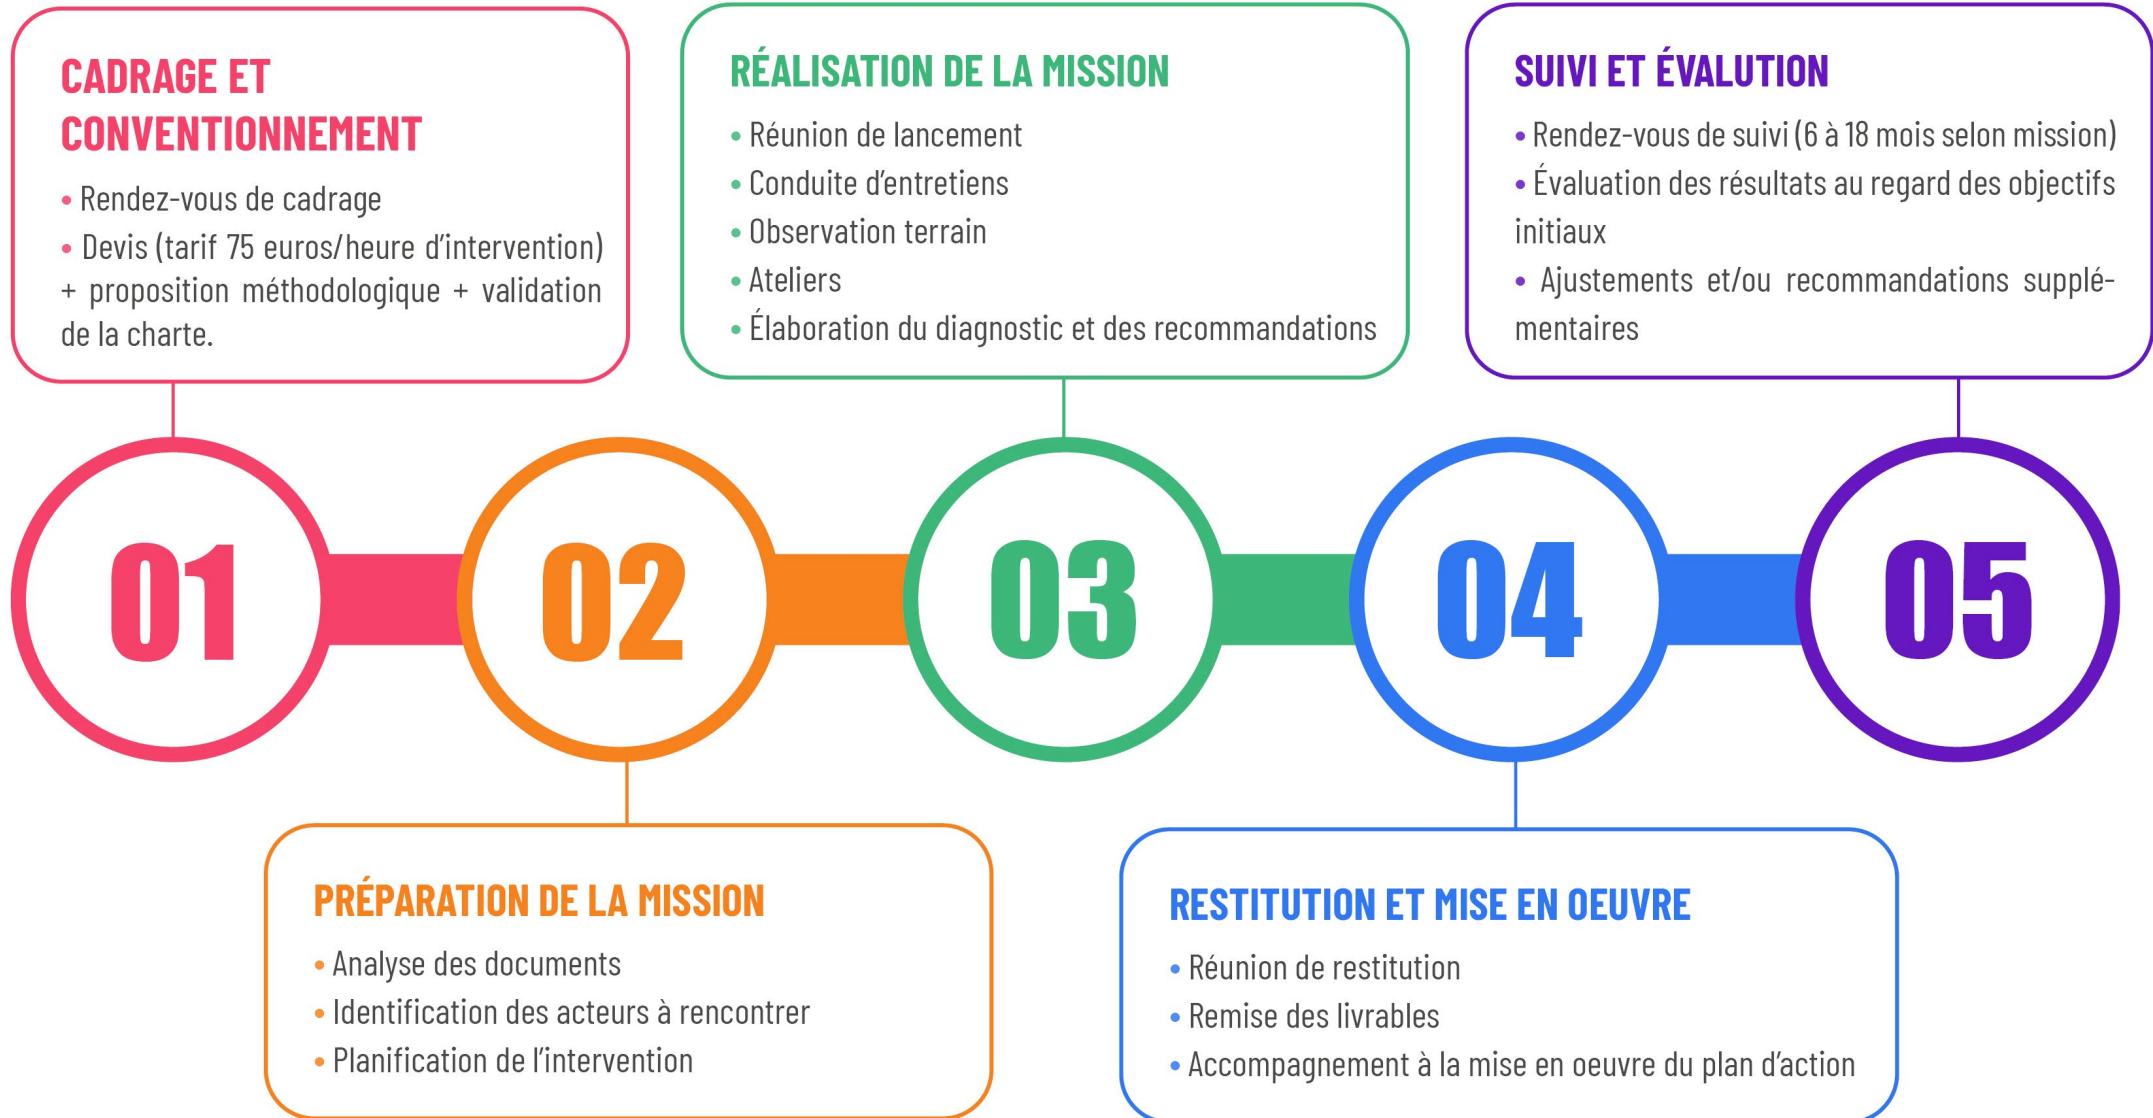 CADRAGE ET
CONVENTIONNEMENT
• Rendez-vous de cadrage
• Devis (tarif 75 euros/heure d’intervention)
+ proposition méthodologique + validation
de la charte.
RÉALISATION DE LA MISSION
• Réunion de lancement
• Conduite d’entretiens
• Observation terrain
• Ateliers
• Élaboration du diagnostic et des recommandations
SUIVI ET ÉVALUTION
• Rendez-vous de suivi (6 à 18 mois selon mission)
• Évaluation des résultats au regard des objectifs
initiaux
• Ajustements et/ou recommandations supplé-
mentaires
01
02
03
04
05
PRÉPARATION DE LA MISSION
• Analyse des documents
• Identification des acteurs à rencontrer
• Planification de l’intervention
RESTITUTION ET MISE EN OEUVRE
• Réunion de restitution
• Remise des livrables
• Accompagnement à la mise en oeuvre du plan d’action